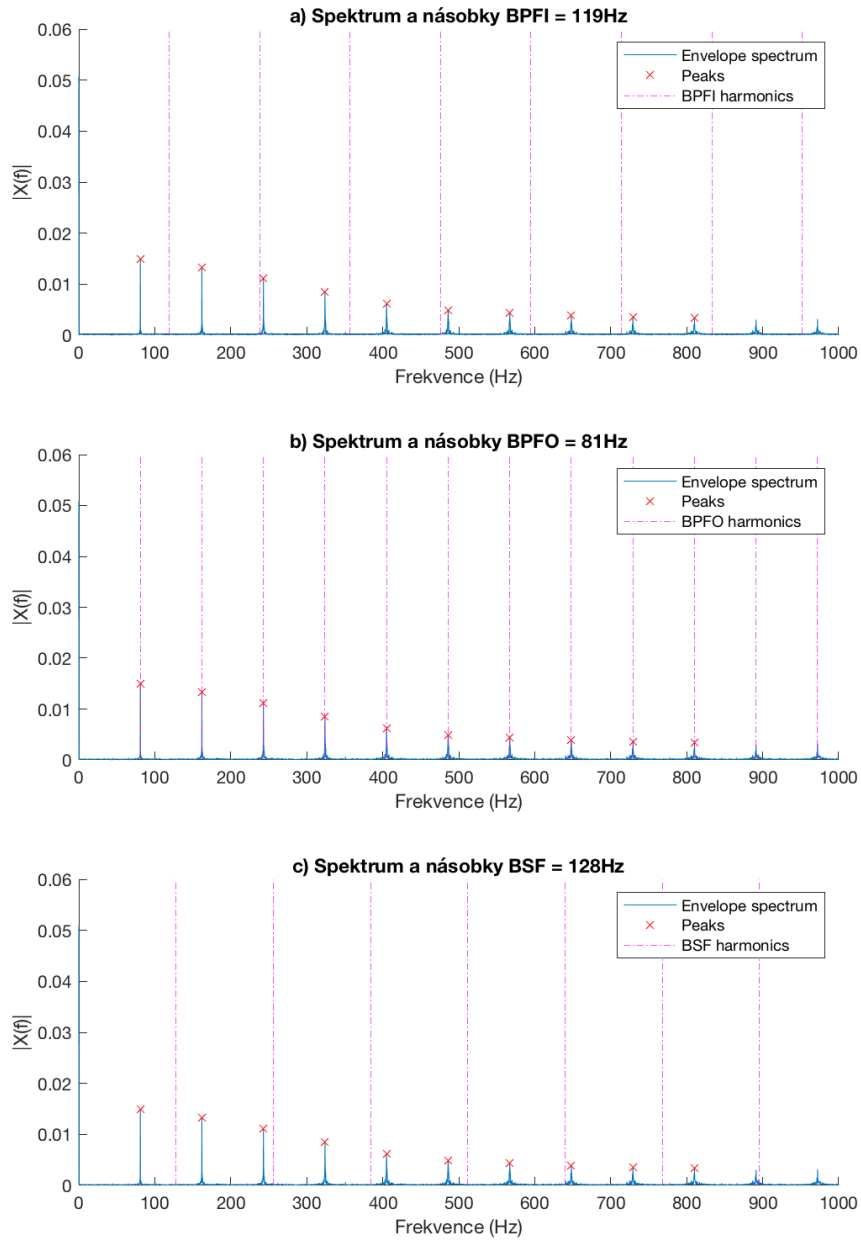 a) Spektrum a násobky BPFI = 119Hz
0.06
0.05
0.04
0.03
0.02
0.01
0
|X(f)|
Envelope spectrum
Peaks
BPFI harmonics
0 100 200 300 400 500 600 700 800 900 1000
Frekvence (Hz)
b) Spektrum a násobky BPFO = 81Hz
0.06
0.05
0.04
0.03
0.02
0.01
0
|X(f)|
Envelope spectrum
Peaks
BPFO harmonics
0 100 200 300 400 500 600 700 800 900 1000
Frekvence (Hz)
c) Spektrum a násobky BSF = 128Hz
0.06
0.05
0.04
0.03
0.02
0.01
0
|X(f)|
Envelope spectrum
Peaks
BSF harmonics
0 100 200 300 400 500 600 700 800 900 1000
Frekvence (Hz)